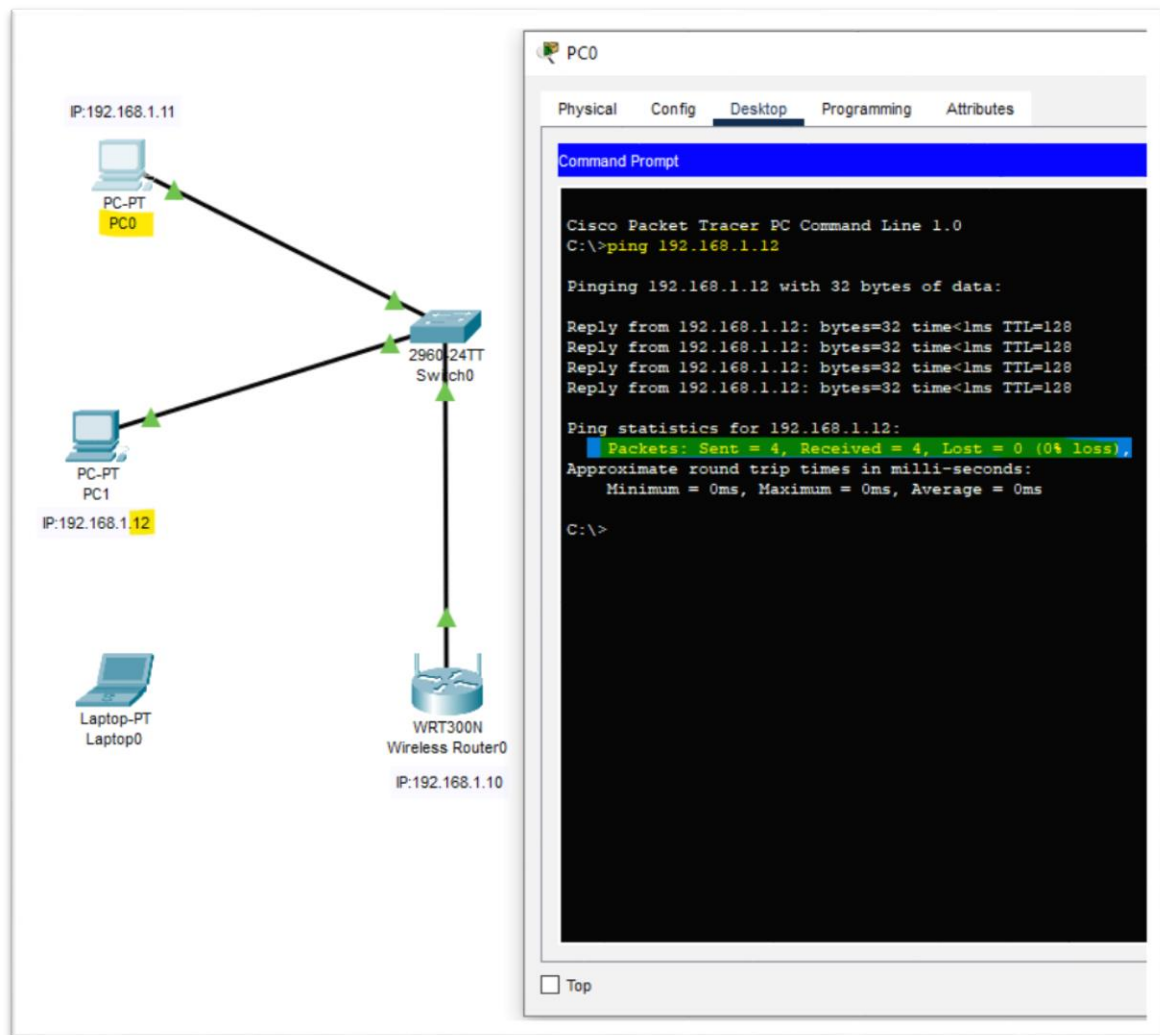 IP:192.168.1.11
PC-PT
PC0
2960-24TT
Switch0
PC-PT
PC1
IP:192.168.1.12
Laptop-PT
Laptop0
WRT300N
Wireless Router0
IP:192.168.1.10
PC0
Physical Config Desktop Programming Attributes
Command Prompt
Cisco Packet Tracer PC Command Line 1.0
C:\>ping 192.168.1.12
Pinging 192.168.1.12 with 32 bytes of data:
Reply from 192.168.1.12: bytes=32 time<1ms TTL=128
Reply from 192.168.1.12: bytes=32 time<1ms TTL=128
Reply from 192.168.1.12: bytes=32 time<1ms TTL=128
Reply from 192.168.1.12: bytes=32 time<1ms TTL=128
Ping statistics for 192.168.1.12:
Packets: Sent = 4, Received = 4, Lost = 0 (0% loss),
Approximate round trip times in milli-seconds:
Minimum = 0ms, Maximum = 0ms, Average = 0ms
C:\>
Top